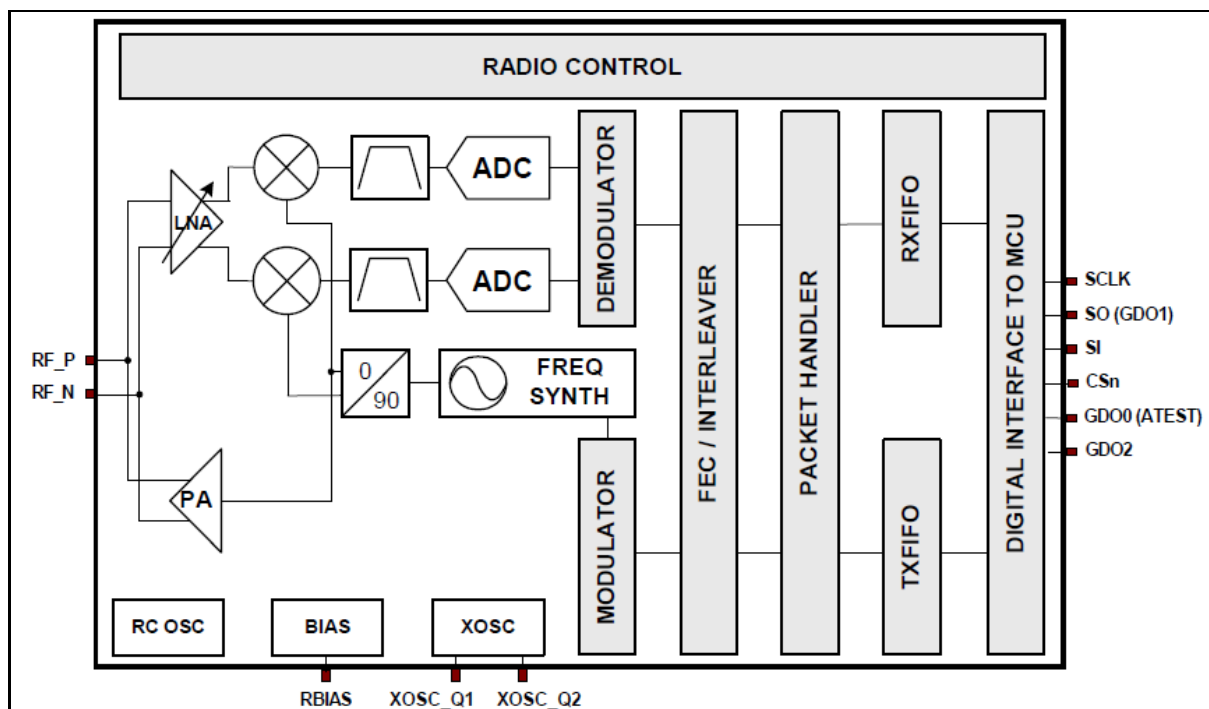 RADIO CONTROL
LNA
ADC
ADC
DEMODULATOR
FEC / INTERLEAVER
PACKET HANDLER
RXFIFO
DIGITAL INTERFACE TO MCU
SCLK
SO (GDO1)
SI
CSn
GDO0 (ATEST)
GDO2
RF_P
RF_N
0
90
FREQ
SYNTH
PA
MODULATOR
TXFIFO
RC OSC
BIAS
XOSC
RBIAS
XOSC_Q1
XOSC_Q2